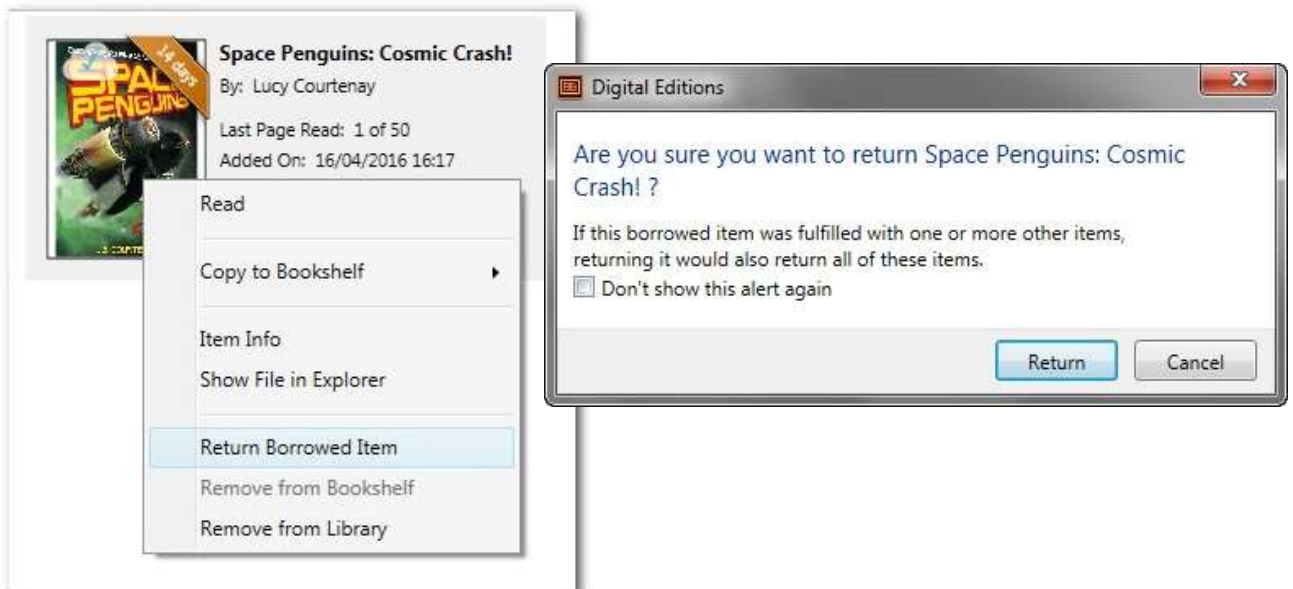 14 days
SPACE
PENGUINS
Space Penguins: Cosmic Crash!
By: Lucy Courtenay
Last Page Read: 1 of 50
Added On: 16/04/2016 16:17
Read
Copy to Bookshelf
Item Info
Show File in Explorer
Return Borrowed Item
Remove from Bookshelf
Remove from Library
Digital Editions
Are you sure you want to return Space Penguins: Cosmic
Crash! ?
If this borrowed item was fulfilled with one or more other items,
returning it would also return all of these items.
Don't show this alert again
Return
Cancel